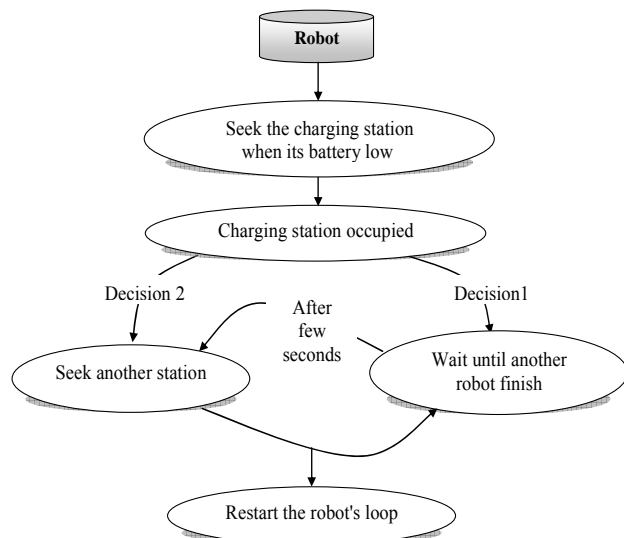 Robot
Seek the charging station
when its battery low
Charging station occupied
Decision 2
Decision1
After
few
seconds
Seek another station
Wait until another
robot finish
Restart the robot's loop